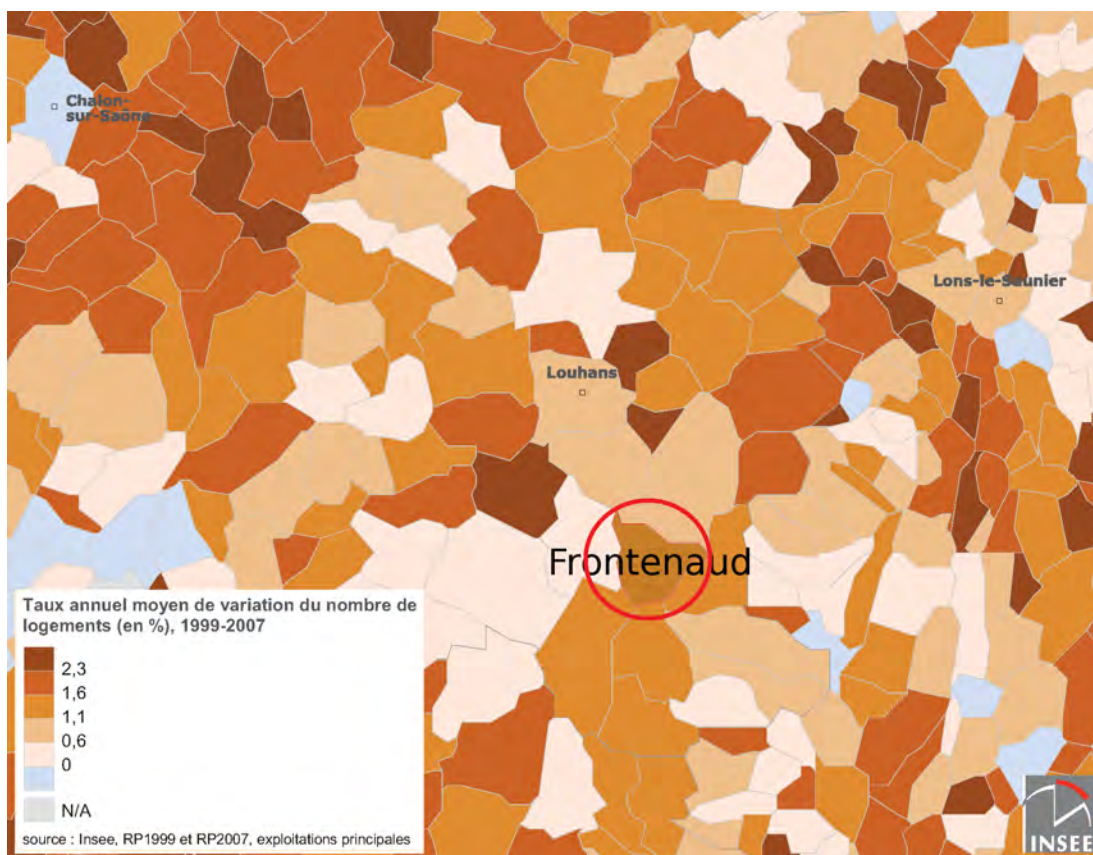 Chalon-
sur-Saône
Lons-le-Saunier
Louhans
Frontenaud
Taux annuel moyen de variation du nombre de
logements (en %), 1999-2007
2,3
1,6
1,1
0,6
0
N/A
source : Insee, RP1999 et RP2007, exploitations principales
INSEE